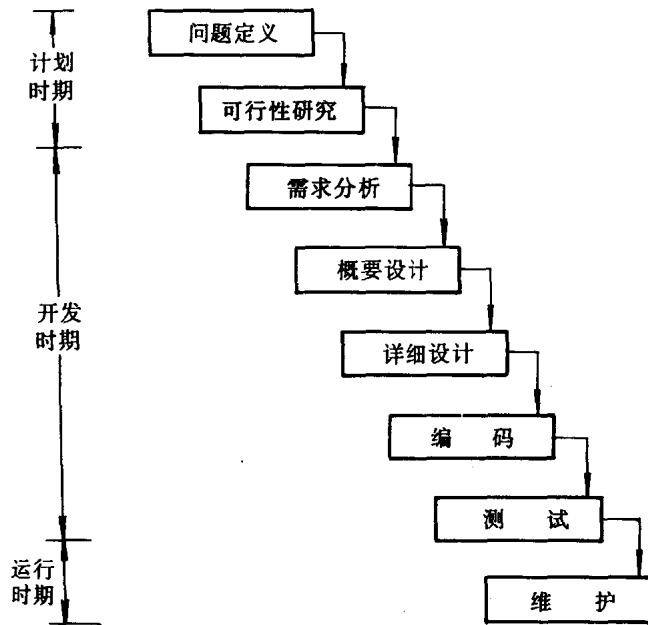 问题定义
计划
时期
可行性研究
需求分析
概要设计
开发
时期
详细设计
编 码
测 试
运行
时期
维 护